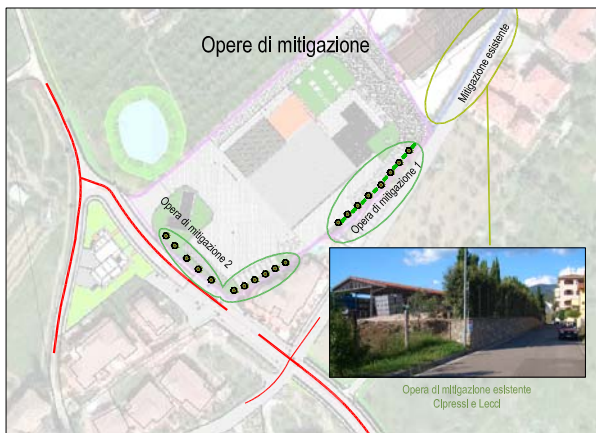 Opere di mitigazione
Mitigazione esistente
Opera di mitigazione 1
Opera di mitigazione 2
Opera di mitigazione esistente
Cipressi e Lecci